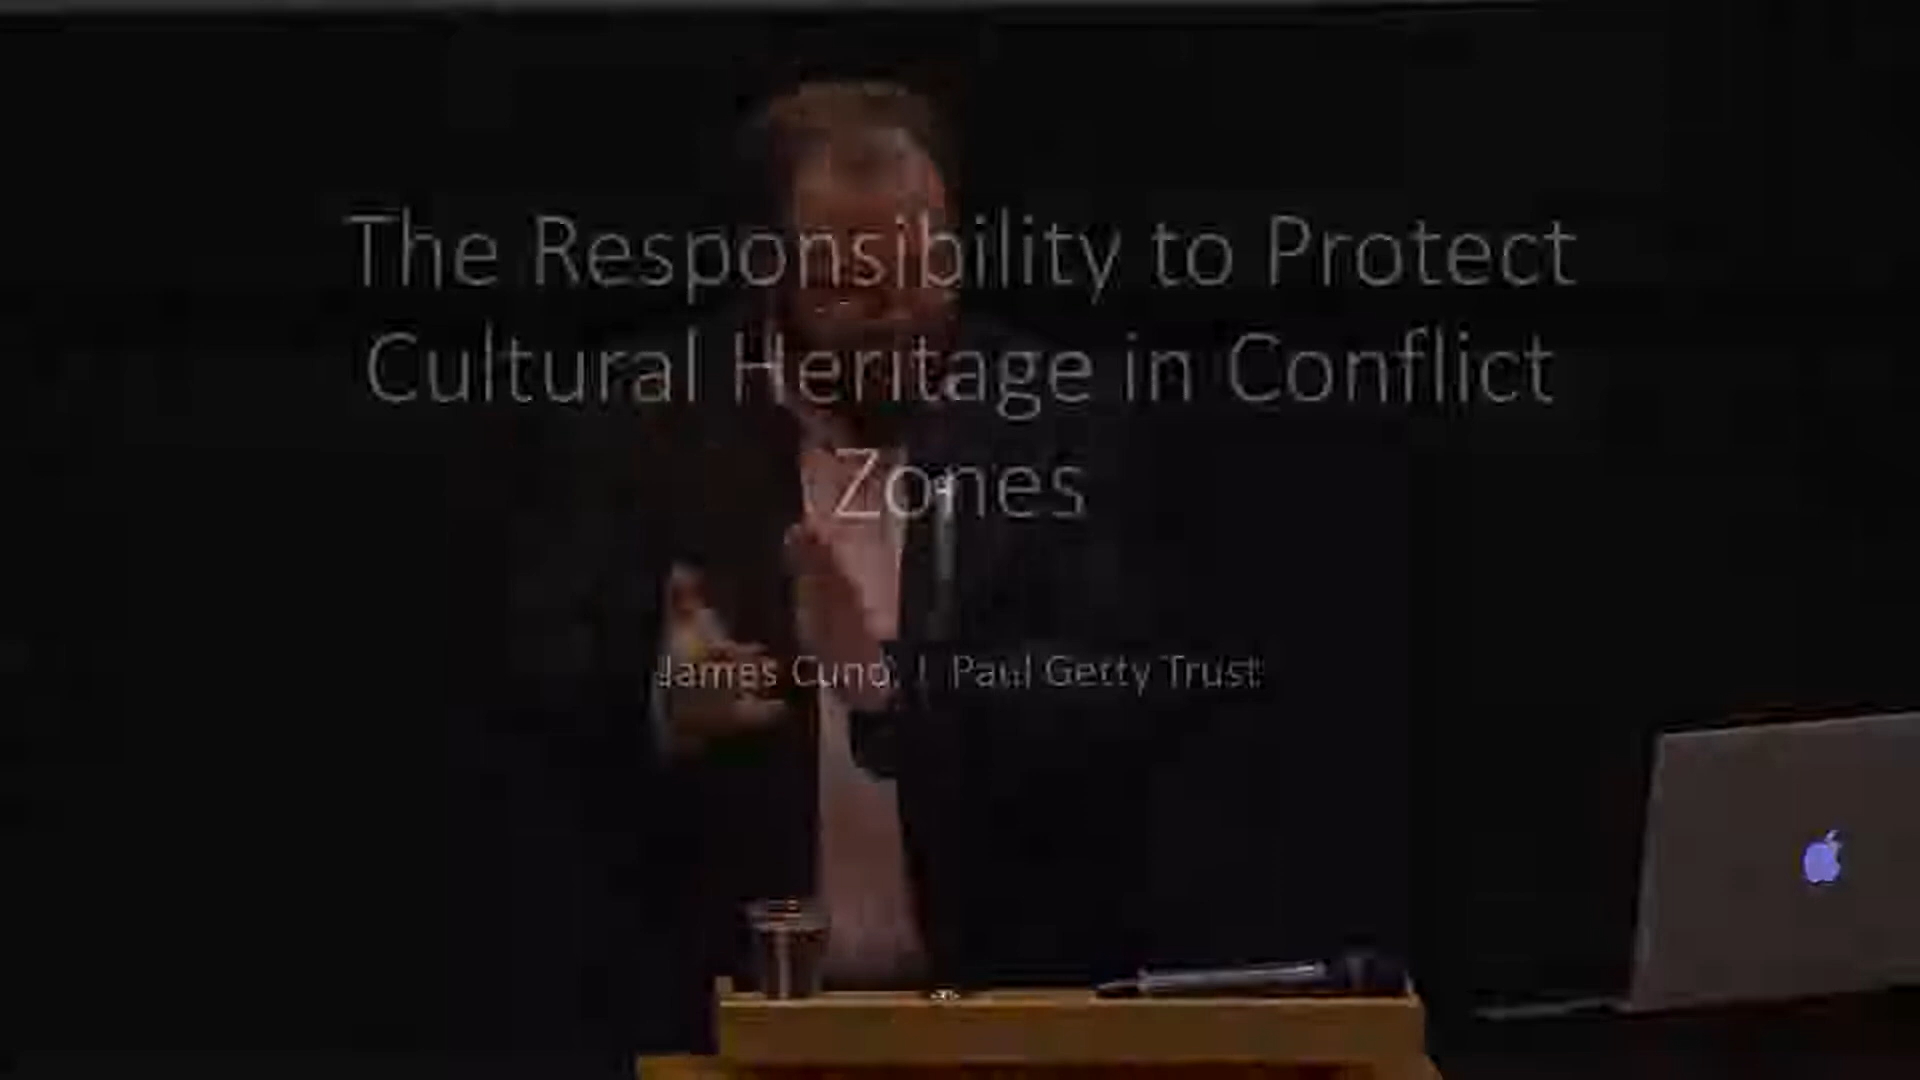 The Responsibility to Protect
Cultural Heritage in Conflict
Zones
James Cuno, J. Paul Getty Trust